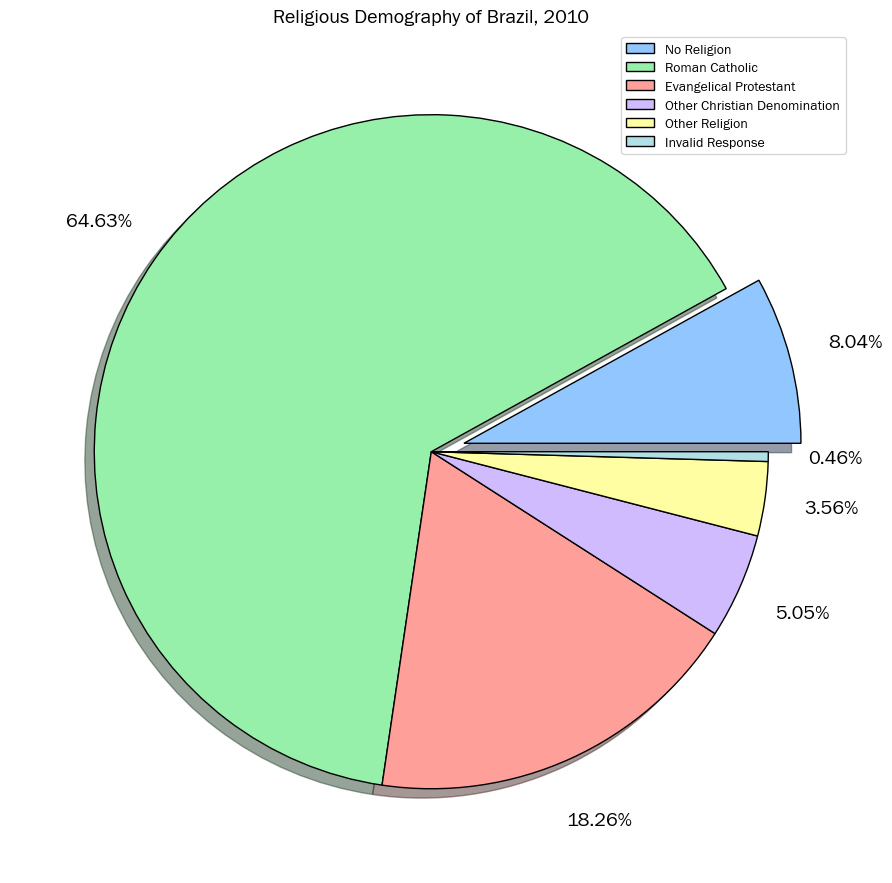 Religious Demography of Brazil, 2010
No Religion
Roman Catholic
Evangelical Protestant
Other Christian Denomination
Other Religion
Invalid Response
64.63%
8.04%
0.46%
3.56%
5.05%
18.26%